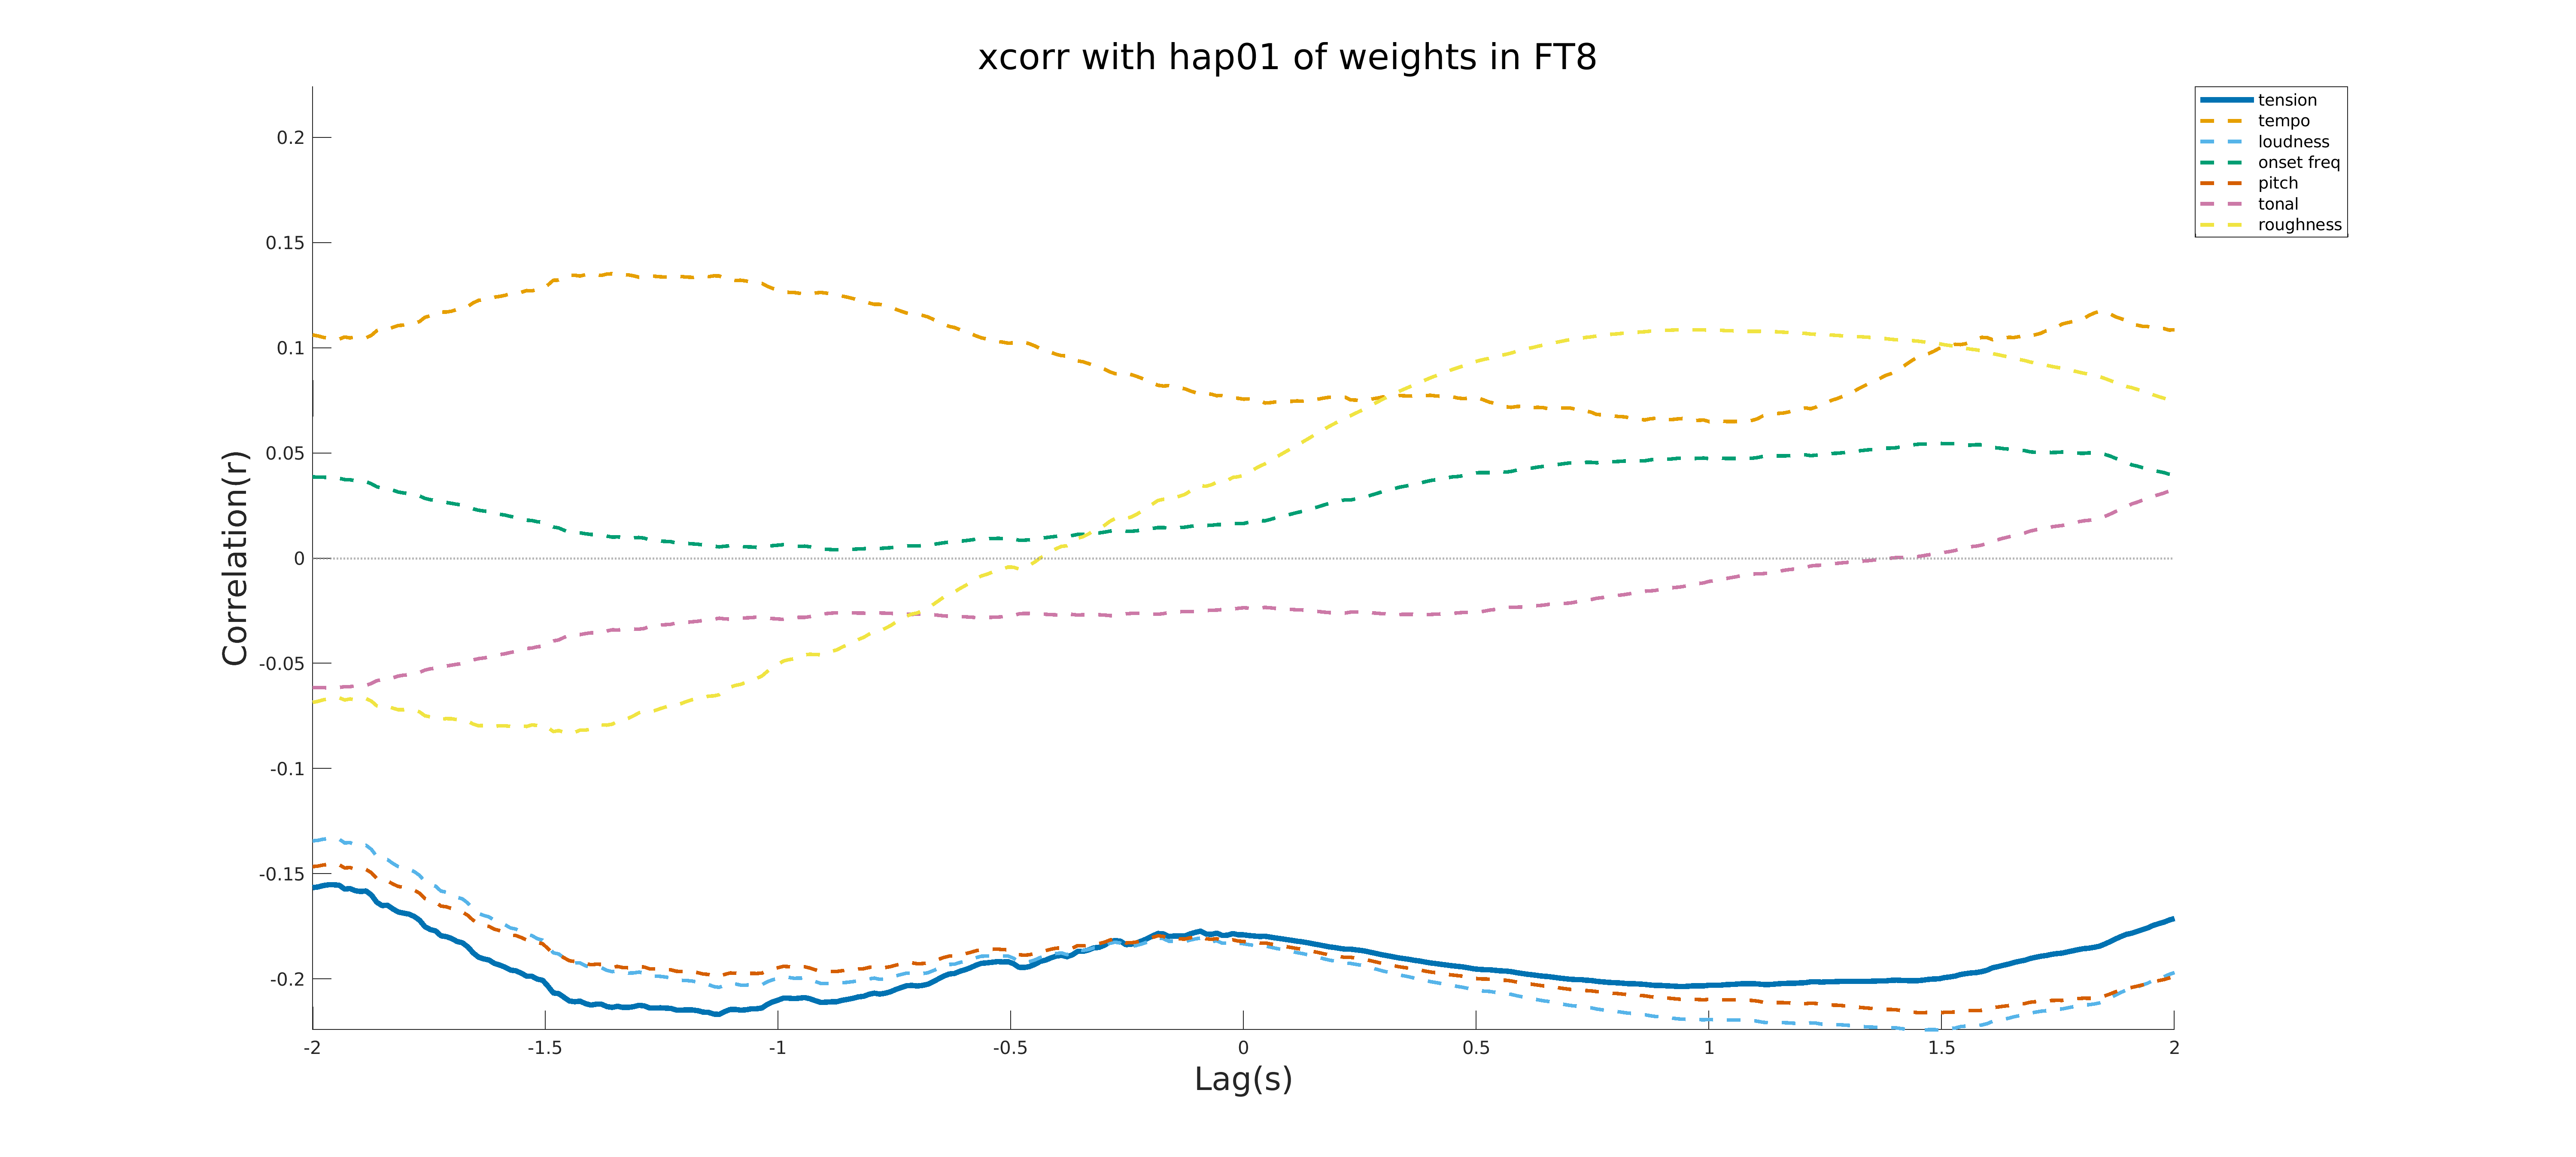 xcorr with hap01 of weights in FT8
tension
tempo
loudness
onset freq
pitch
tonal
roughness
Correlation(r)
0.2
0.15
0.1
0.05
0
-0.05
-0.1
-0.15
-0.2
-2
-1.5
-1
-0.5
0
0.5
1
1.5
2
Lag(s)